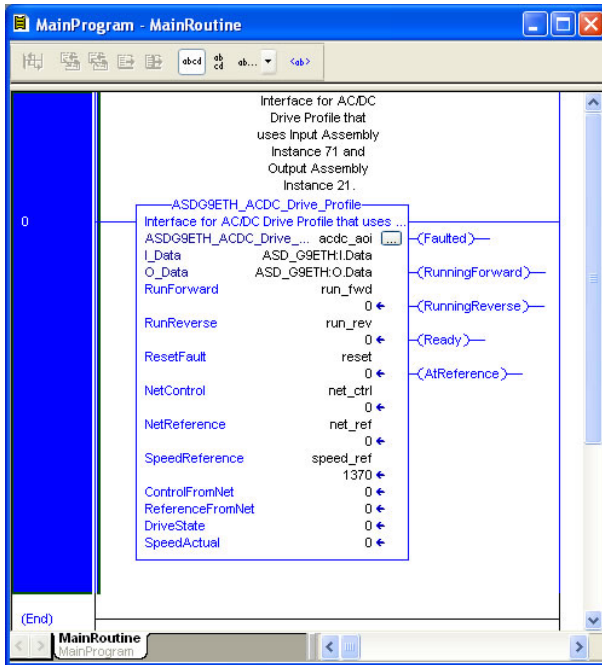 MainProgram - MainRoutine
abcd
ab
cd
ab...
<ab>
Interface for AC/DC
Drive Profile that
uses Input Assembly
Instance 71 and
Output Assembly
Instance 21.
0
ASDG9ETH_ACDC_Drive_Profile
Interface for AC/DC Drive Profile that uses ...
ASDG9ETH_ACDC_Drive_... acdc_aoi ... (Faulted)
I_Data ASD_G9ETH:I.Data
O_Data ASD_G9ETH:O.Data (RunningForward)
RunForward run_fwd
0 (RunningReverse)
RunReverse run_rev
0 (Ready)
ResetFault reset
0 (AtReference)
NetControl net_ctrl
0
NetReference net_ref
0
SpeedReference speed_ref
1370
ControlFromNet 0
ReferenceFromNet 0
DriveState 0
SpeedActual 0
(End)
MainRoutine
MainProgram